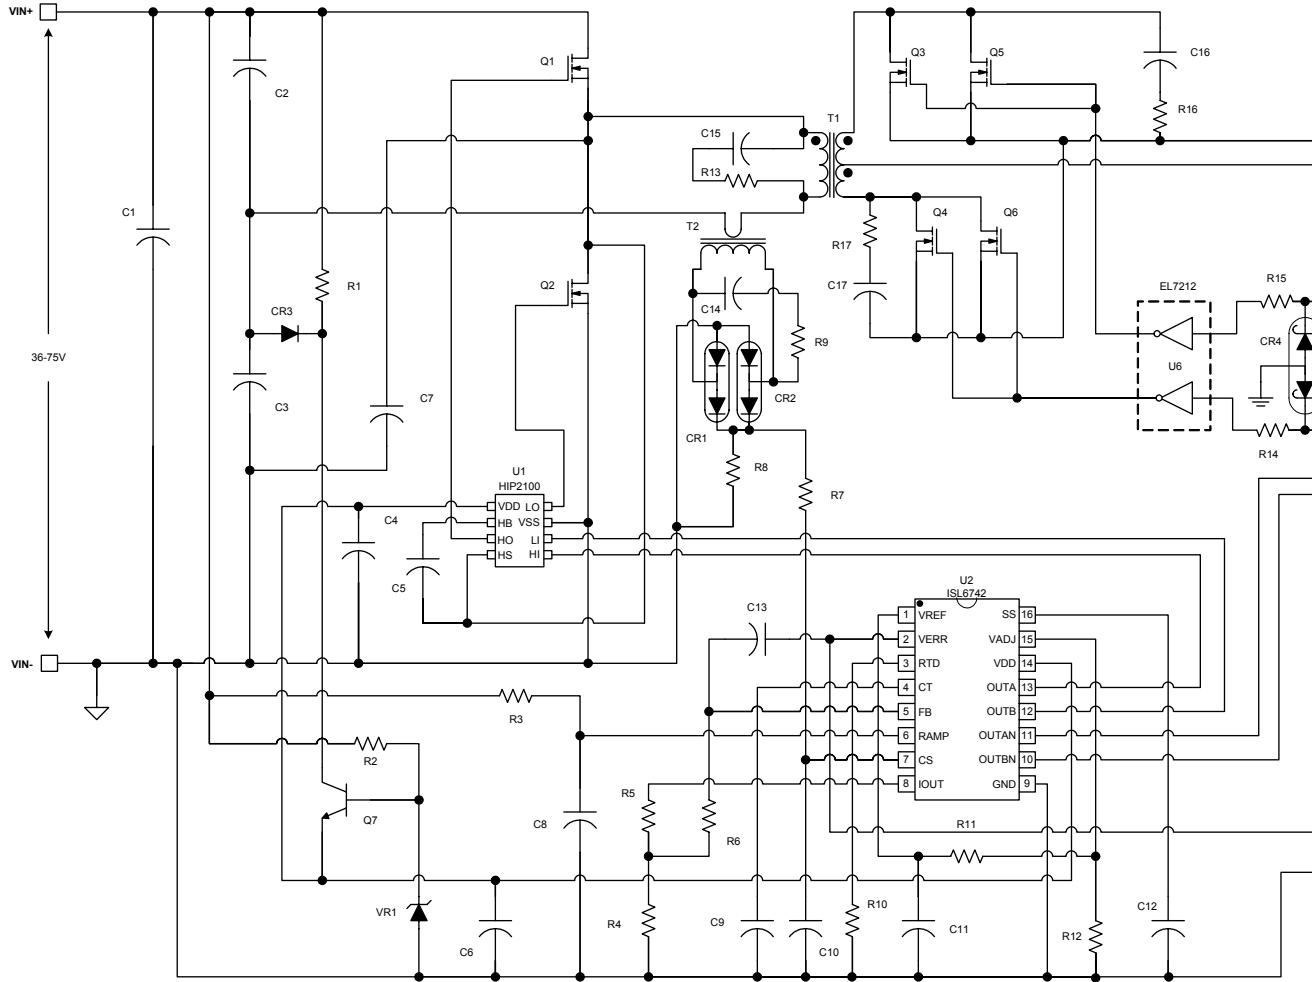 VIN+
Q1
Q3
Q5
C16
C2
R16
T1
C15
R13
C1
Q4
Q6
T2
R17
R1
Q2
C17
EL7212
R15
CR3
C14
36-75V
R9
CR4
U6
C3
C7
CR2
CR1
R14
U1
HIP2100
R8
R7
VDD LO
C4
HB VSS
HO LI
HS HI
C5
U2
ISL6742
C13
1 VREF SS 16
2 VERR VADJ 15
VIN-
3 RTD VDD 14
4 CT OUTA 13
5 FB OUTB 12
R3
6 RAMP OUTAN 11
R2
7 CS OUTBN 10
8 IOUT GND 9
R5
Q7
C8
R6
R11
VR1
R10
C12
R4
C9
C11
R12
C6
C10